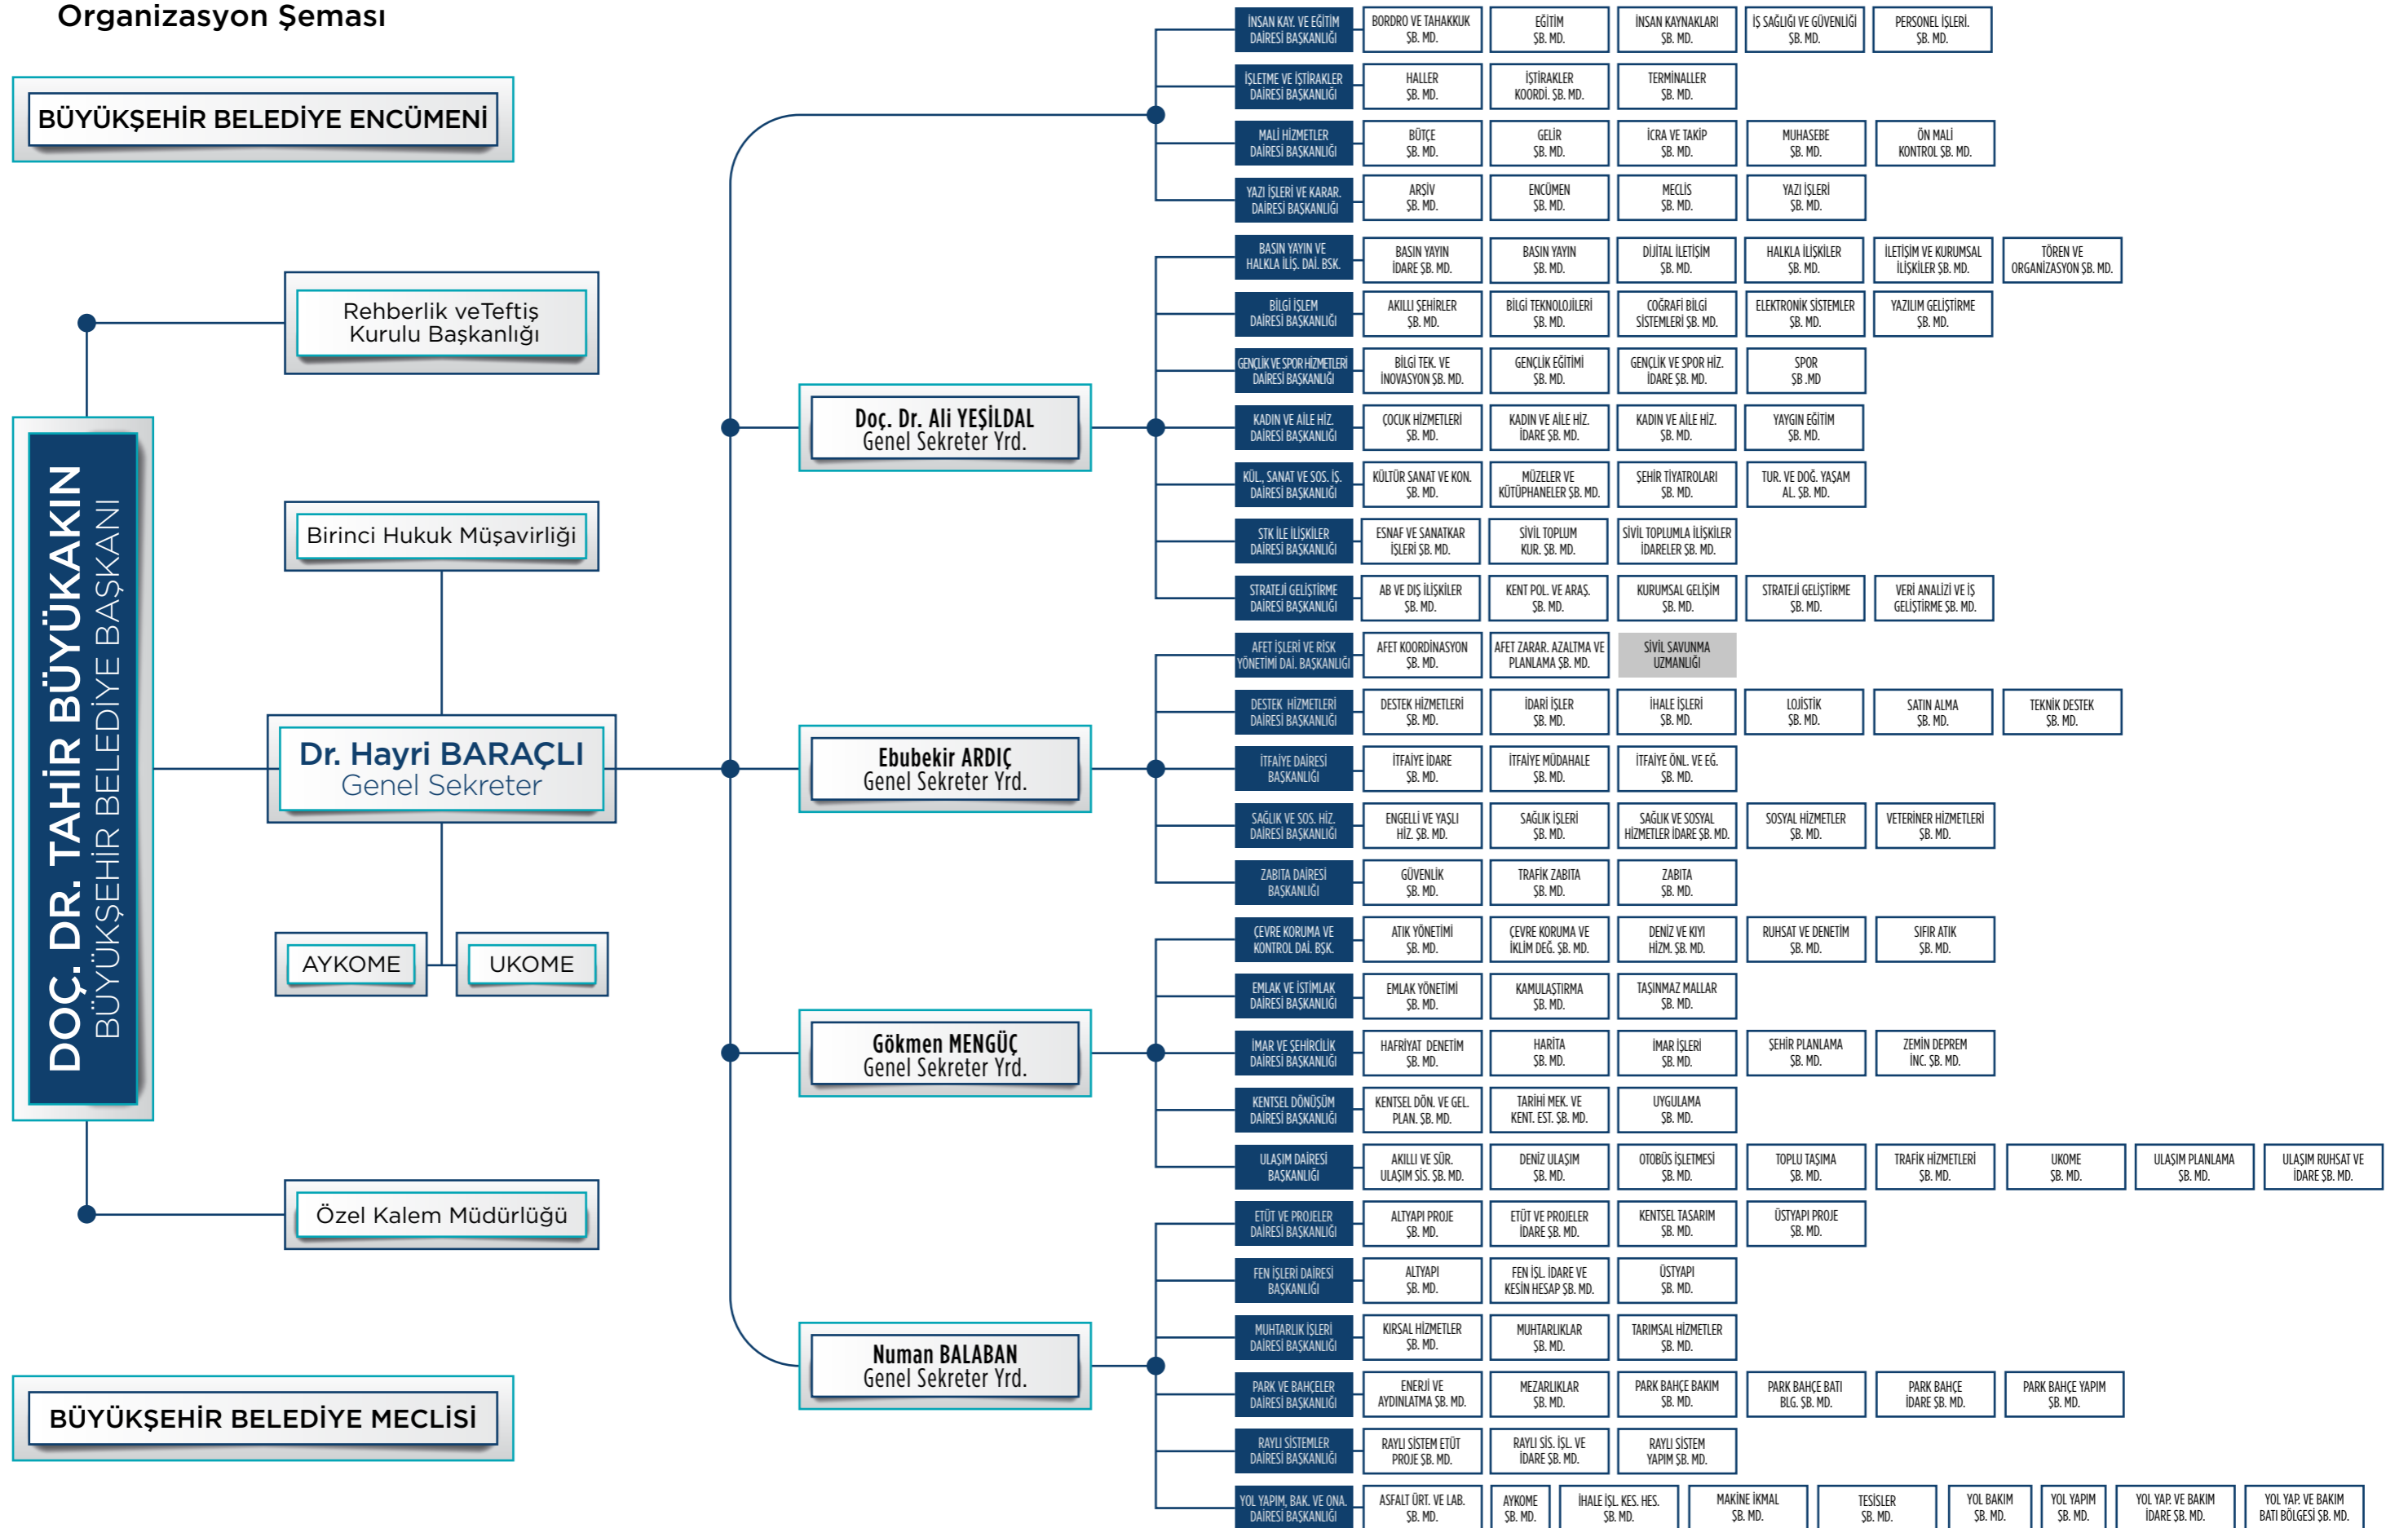 Organizasyon Şeması
BÜYÜKŞEHİR BELEDİYE ENCÜMENİ
Rehberlik veTeftiş
Kurulu Başkanlığı
DOÇ. DR. TAHİR BÜYÜKAKIN
BÜYÜKŞEHİR BELEDİYE BAŞKANI
Birinci Hukuk Müşavirliği
Dr. Hayri BARAÇLI
Genel Sekreter
AYKOME
UKOME
Özel Kalem Müdürlüğü
BÜYÜKŞEHİR BELEDİYE MECLİSİ
İNSAN KAY. VE EĞİTİM
DAİRESİ BAŞKANLIĞI
BORDRO VE TAHAKKUK
ŞB. MD.
EĞİTİM
ŞB. MD.
İNSAN KAYNAKLARI
ŞB. MD.
İŞ SAĞLIĞI VE GÜVENLİĞİ
ŞB. MD.
PERSONEL İŞLERİ.
ŞB. MD.
İŞLETME VE İŞTİRAKLER
DAİRESİ BAŞKANLIĞI
HALLER
ŞB. MD.
İŞTİRAKLER
KOORDİ. ŞB. MD.
TERMİNALLER
ŞB. MD.
MALİ HİZMETLER
DAİRESİ BAŞKANLIĞI
BÜTÇE
ŞB. MD.
GELİR
ŞB. MD.
İCRA VE TAKİP
ŞB. MD.
MUHASEBE
ŞB. MD.
ÖN MALİ
KONTROL ŞB. MD.
YAZI İŞLERİ VE KARAR.
DAİRESİ BAŞKANLIĞI
ARŞİV
ŞB. MD.
ENCÜMEN
ŞB. MD.
MECLİS
ŞB. MD.
YAZI İŞLERİ
ŞB. MD.
Doç. Dr. Ali YEŞİLDAL
Genel Sekreter Yrd.
BASIN YAYIN VE
HALKLA İLİŞ. DAİ. BŞK.
BASIN YAYIN
İDARE ŞB. MD.
BASIN YAYIN
ŞB. MD.
DİJİTAL İLETİŞİM
ŞB. MD.
HALKLA İLİŞKİLER
ŞB. MD.
İLETİŞİM VE KURUMSAL
İLİŞKİLER ŞB. MD.
TÖREN VE
ORGANİZASYON ŞB. MD.
BİLGİ İŞLEM
DAİRESİ BAŞKANLIĞI
AKILLI ŞEHİRLER
ŞB. MD.
BİLGİ TEKNOLOJİLERİ
ŞB. MD.
COĞRAFİ BİLGİ
SİSTEMLERİ ŞB. MD.
ELEKTRONİK SİSTEMLER
ŞB. MD.
YAZILIM GELİŞTİRME
ŞB. MD.
GENÇLİK VE SPOR HİZMETLERİ
DAİRESİ BAŞKANLIĞI
BİLGİ TEK. VE
İNOVASYON ŞB. MD.
GENÇLİK EĞİTİMİ
ŞB. MD.
GENÇLİK VE SPOR HİZ.
İDARE ŞB. MD.
SPOR
ŞB .MD
KADIN VE AİLE HİZ.
DAİRESİ BAŞKANLIĞI
ÇOCUK HİZMETLERİ
ŞB. MD.
KADIN VE AİLE HİZ.
İDARE ŞB. MD.
KADIN VE AİLE HİZ.
ŞB. MD.
YAYGIN EĞİTİM
ŞB. MD.
KÜL., SANAT VE SOS. İŞ.
DAİRESİ BAŞKANLIĞI
KÜLTÜR SANAT VE KON.
ŞB. MD.
MÜZELER VE
KÜTÜPHANELER ŞB. MD.
ŞEHİR TİYATROLARI
ŞB. MD.
TUR. VE DOĞ. YAŞAM
AL. ŞB. MD.
STK İLE İLİŞKİLER
DAİRESİ BAŞKANLIĞI
ESNAF VE SANATKAR
İŞLERİ ŞB. MD.
SİVİL TOPLUM
KUR. ŞB. MD.
SİVİL TOPLUMLA İLİŞKİLER
İDARELER ŞB. MD.
STRATEJİ GELİŞTİRME
DAİRESİ BAŞKANLIĞI
AB VE DIŞ İLİŞKİLER
ŞB. MD.
KENT POL. VE ARAŞ.
ŞB. MD.
KURUMSAL GELİŞİM
ŞB. MD.
STRATEJİ GELİŞTİRME
ŞB. MD.
VERİ ANALİZİ VE İŞ
GELİŞTİRME ŞB. MD.
Ebubekir ARDIÇ
Genel Sekreter Yrd.
AFET İŞLERİ VE RİSK
YÖNETİMİ DAİ. BAŞKANLIĞI
AFET KOORDİNASYON
ŞB. MD.
AFET ZARAR. AZALTMA VE
PLANLAMA ŞB. MD.
SİVİL SAVUNMA
UZMANLIĞI
DESTEK HİZMETLERİ
DAİRESİ BAŞKANLIĞI
DESTEK HİZMETLERİ
ŞB. MD.
İDARİ İŞLER
ŞB. MD.
İHALE İŞLERİ
ŞB. MD.
LOJİSTİK
ŞB. MD.
SATIN ALMA
ŞB. MD.
TEKNİK DESTEK
ŞB. MD.
İTFAİYE DAİRESİ
BAŞKANLIĞI
İTFAİYE İDARE
ŞB. MD.
İTFAİYE MÜDAHALE
ŞB. MD.
İTFAİYE ÖNL. VE EĞ.
ŞB. MD.
SAĞLIK VE SOS. HİZ.
DAİRESİ BAŞKANLIĞI
ENGELLİ VE YAŞLI
HİZ. ŞB. MD.
SAĞLIK İŞLERİ
ŞB. MD.
SAĞLIK VE SOSYAL
HİZMETLER İDARE ŞB. MD.
SOSYAL HİZMETLER
ŞB. MD.
VETERİNER HİZMETLERİ
ŞB. MD.
ZABITA DAİRESİ
BAŞKANLIĞI
GÜVENLİK
ŞB. MD.
TRAFİK ZABITA
ŞB. MD.
ZABITA
ŞB. MD.
Gökmen MENGÜÇ
Genel Sekreter Yrd.
ÇEVRE KORUMA VE
KONTROL DAİ. BŞK.
ATIK YÖNETİMİ
ŞB. MD.
ÇEVRE KORUMA VE
İKLİM DEĞ. ŞB. MD.
DENİZ VE KIYI
HİZM. ŞB. MD.
RUHSAT VE DENETİM
ŞB. MD.
SIFIR ATIK
ŞB. MD.
EMLAK VE İSTİMLAK
DAİRESİ BAŞKANLIĞI
EMLAK YÖNETİMİ
ŞB. MD.
KAMULAŞTIRMA
ŞB. MD.
TAŞINMAZ MALLAR
ŞB. MD.
İMAR VE ŞEHİRCİLİK
DAİRESİ BAŞKANLIĞI
HAFRİYAT DENETİM
ŞB. MD.
HARİTA
ŞB. MD.
İMAR İŞLERİ
ŞB. MD.
ŞEHİR PLANLAMA
ŞB. MD.
ZEMİN DEPREM
İNC. ŞB. MD.
KENTSEL DÖNÜŞÜM
DAİRESİ BAŞKANLIĞI
KENTSEL DÖN. VE GEL.
PLAN. ŞB. MD.
TARİHİ MEK. VE
KENT. EST. ŞB. MD.
UYGULAMA
ŞB. MD.
ULAŞIM DAİRESİ
BAŞKANLIĞI
AKILLI VE SÜR.
ULAŞIM SİS. ŞB. MD.
DENİZ ULAŞIM
ŞB. MD.
OTOBÜS İŞLETMESİ
ŞB. MD.
TOPLU TAŞIMA
ŞB. MD.
TRAFİK HİZMETLERİ
ŞB. MD.
UKOME
ŞB. MD.
ULAŞIM PLANLAMA
ŞB. MD.
ULAŞIM RUHSAT VE
İDARE ŞB. MD.
Numan BALABAN
Genel Sekreter Yrd.
ETÜT VE PROJELER
DAİRESİ BAŞKANLIĞI
ALTYAPI PROJE
ŞB. MD.
ETÜT VE PROJELER
İDARE ŞB. MD.
KENTSEL TASARIM
ŞB. MD.
ÜSTYAPI PROJE
ŞB. MD.
FEN İŞLERİ DAİRESİ
BAŞKANLIĞI
ALTYAPI
ŞB. MD.
FEN İŞL. İDARE VE
KESİN HESAP ŞB. MD.
ÜSTYAPI
ŞB. MD.
MUHTARLIK İŞLERİ
DAİRESİ BAŞKANLIĞI
KIRSAL HİZMETLER
ŞB. MD.
MUHTARLIKLAR
ŞB. MD.
TARIMSAL HİZMETLER
ŞB. MD.
PARK VE BAHÇELER
DAİRESİ BAŞKANLIĞI
ENERJİ VE
AYDINLATMA ŞB. MD.
MEZARLIKLAR
ŞB. MD.
PARK BAHÇE BAKIM
ŞB. MD.
PARK BAHÇE BATI
BLG. ŞB. MD.
PARK BAHÇE
İDARE ŞB. MD.
PARK BAHÇE YAPIM
ŞB. MD.
RAYLI SİSTEMLER
DAİRESİ BAŞKANLIĞI
RAYLI SİSTEM ETÜT
PROJE ŞB. MD.
RAYLI SİS. İŞL. VE
İDARE ŞB. MD.
RAYLI SİSTEM
YAPIM ŞB. MD.
YOL YAPIM, BAK. VE ONA.
DAİRESİ BAŞKANLIĞI
ASFALT ÜRT. VE LAB.
ŞB. MD.
AYKOME
ŞB. MD.
İHALE İŞL. KES. HES.
ŞB. MD.
MAKİNE İKMAL
ŞB. MD.
TESİSLER
ŞB. MD.
YOL BAKIM
ŞB. MD.
YOL YAPIM
ŞB. MD.
YOL YAP. VE BAKIM
İDARE ŞB. MD.
YOL YAP. VE BAKIM
BATI BÖLGESİ ŞB. MD.